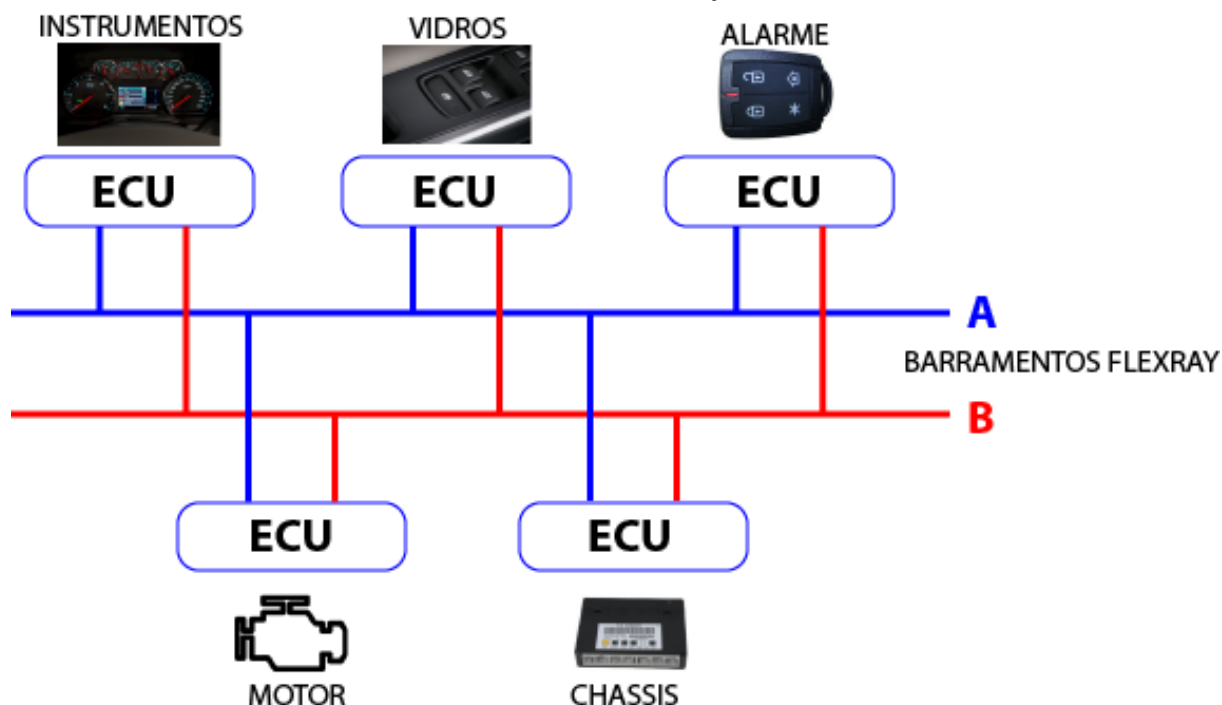 INSTRUMENTOS
VIDROS
ALARME
ECU
ECU
ECU
A
BARRAMENTOS FLEXRAY
B
ECU
ECU
MOTOR
CHASSIS